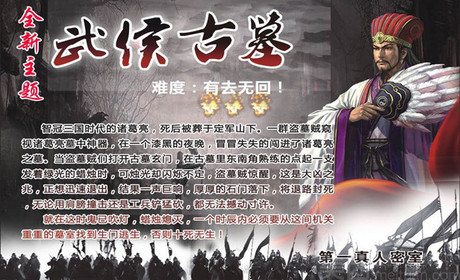 全新主题
武侯古墓
难度：有去无回！
智冠三国时代的诸葛亮，死后被葬于定军山下。一群盗墓贼窥
视诸葛亮墓中神器，在一个漆黑的夜晚，冒冒失失的闯进了诸葛亮
之墓。当盗墓贼们打开古墓玄门，在古墓里东南角熟练的点起一支
发着绿光的蜡烛时，可烛光却闪妳不定，盗墓贼惊醒，这是大凶之
兆，正想迅速退出，结果一声巨响，厚厚的石门落下，将退路封死
，无论用肩膀撞击还是工兵铲猛砍，都无法撼动寸许。
就在这时鬼已吹灯，蜡烛熄灭，一个时辰内必须要从这间机关
重重的墓室找到生门逃生，否则十死无生！
第一真人密室